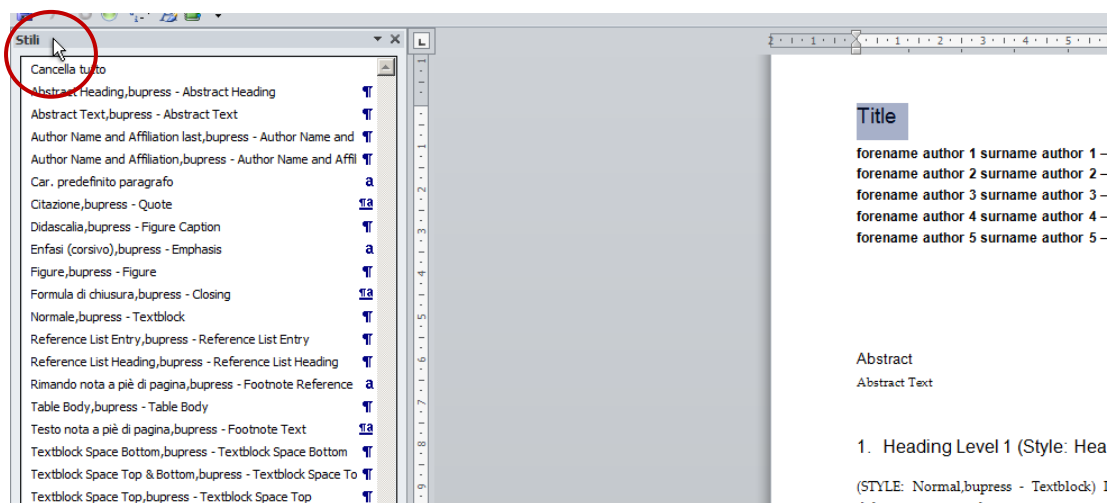 Stili
Cancella tutto
Abstract Heading,bupress - Abstract Heading
Abstract Text,bupress - Abstract Text
Author Name and Affiliation last,bupress - Author Name and
Author Name and Affiliation,bupress - Author Name and Affil
Car. predefinito paragrafo a
Citazione,bupress - Quote
Didascalia,bupress - Figure Caption
Enfasi (corsivo),bupress - Emphasis a
Figure,bupress - Figure
Formula di chiusura,bupress - Closing
Normale,bupress - Textblock
Reference List Entry,bupress - Reference List Entry
Reference List Heading,bupress - Reference List Heading
Rimando nota a piè di pagina,bupress - Footnote Reference a
Table Body,bupress - Table Body
Testo nota a piè di pagina,bupress - Footnote Text
Textblock Space Bottom,bupress - Textblock Space Bottom
Textblock Space Top & Bottom,bupress - Textblock Space To
Textblock Space Top,bupress - Textblock Space Top
2 1 1 2 3 4 5
Title
forename author 1 surname author 1 –
forename author 2 surname author 2 –
forename author 3 surname author 3 –
forename author 4 surname author 4 –
forename author 5 surname author 5 –
Abstract
Abstract Text
1. Heading Level 1 (Style: Hea
(STYLE: Normal,bupress - Textblock)